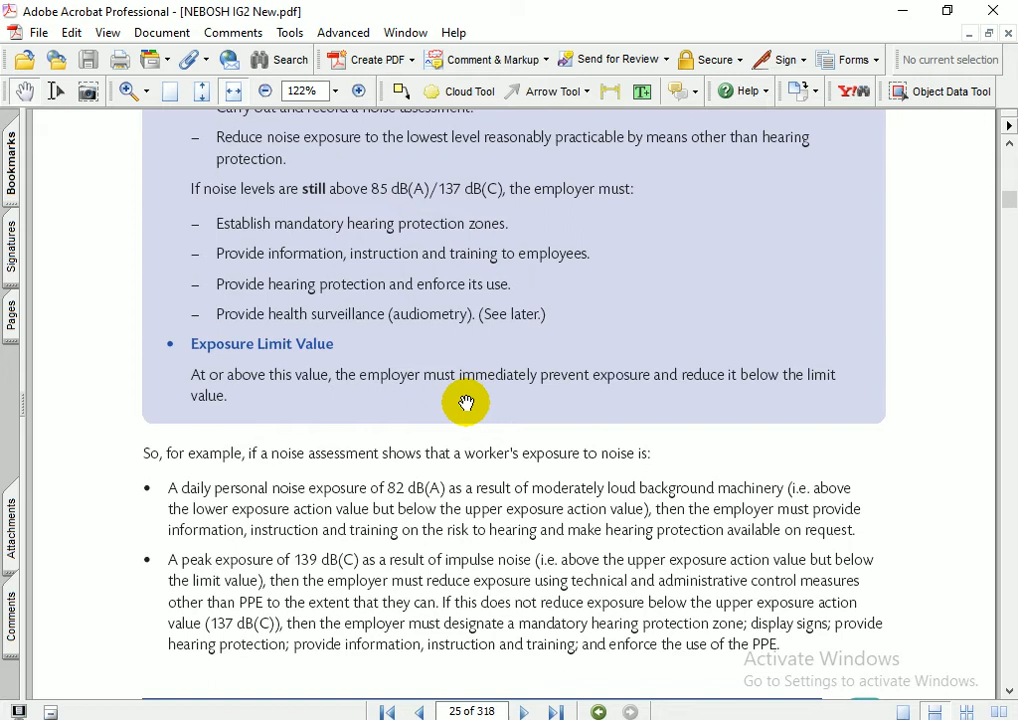 Adobe Acrobat Professional - [NEBOSH IG2 New.pdf]
File Edit View Document Comments Tools Advanced Window Help
Search Create PDF Comment & Markup Send for Review Secure Sign Forms No current selection
122% Cloud Tool Arrow Tool Help Y! Object Data Tool
Bookmarks
Signatures
Pages
Attachments
Comments
Carry out and record a noise assessment.
– Reduce noise exposure to the lowest level reasonably practicable by means other than hearing
protection.
If noise levels are still above 85 dB(A)/137 dB(C), the employer must:
– Establish mandatory hearing protection zones.
– Provide information, instruction and training to employees.
– Provide hearing protection and enforce its use.
– Provide health surveillance (audiometry). (See later.)
• Exposure Limit Value
At or above this value, the employer must immediately prevent exposure and reduce it below the limit
value.
So, for example, if a noise assessment shows that a worker's exposure to noise is:
• A daily personal noise exposure of 82 dB(A) as a result of moderately loud background machinery (i.e. above
the lower exposure action value but below the upper exposure action value), then the employer must provide
information, instruction and training on the risk to hearing and make hearing protection available on request.
• A peak exposure of 139 dB(C) as a result of impulse noise (i.e. above the upper exposure action value but below
the limit value), then the employer must reduce exposure using technical and administrative control measures
other than PPE to the extent that they can. If this does not reduce exposure below the upper exposure action
value (137 dB(C)), then the employer must designate a mandatory hearing protection zone; display signs; provide
hearing protection; provide information, instruction and training; and enforce the use of the PPE.
Activate Windows
Go to Settings to activate Windows.
25 of 318